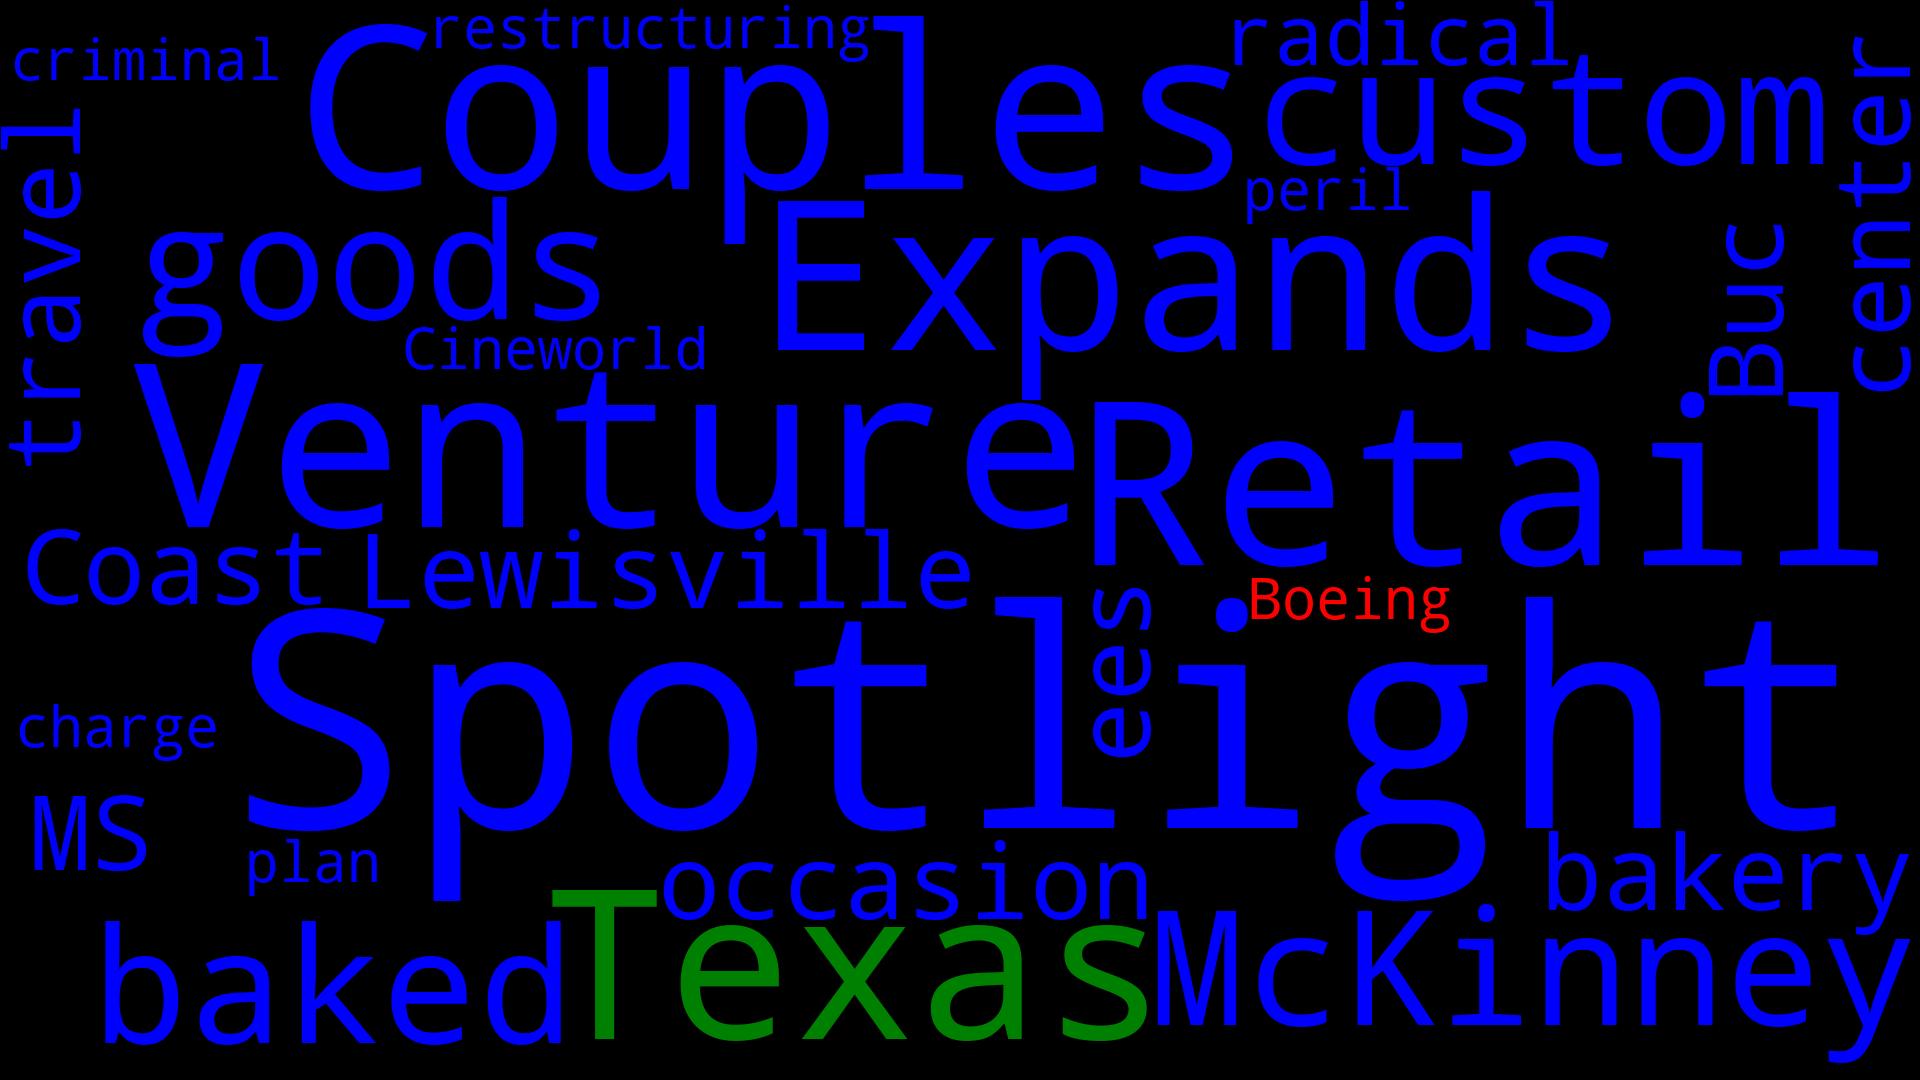 restructuring
radical
criminal
Couples
custom
center
travel
peril
goods
Expands
Buc
Cineworld
Venture
Retail
Coast
Lewisville
Boeing
ees
Spotlight
charge
MS
plan
occasion
bakery
baked
Texas
McKinney